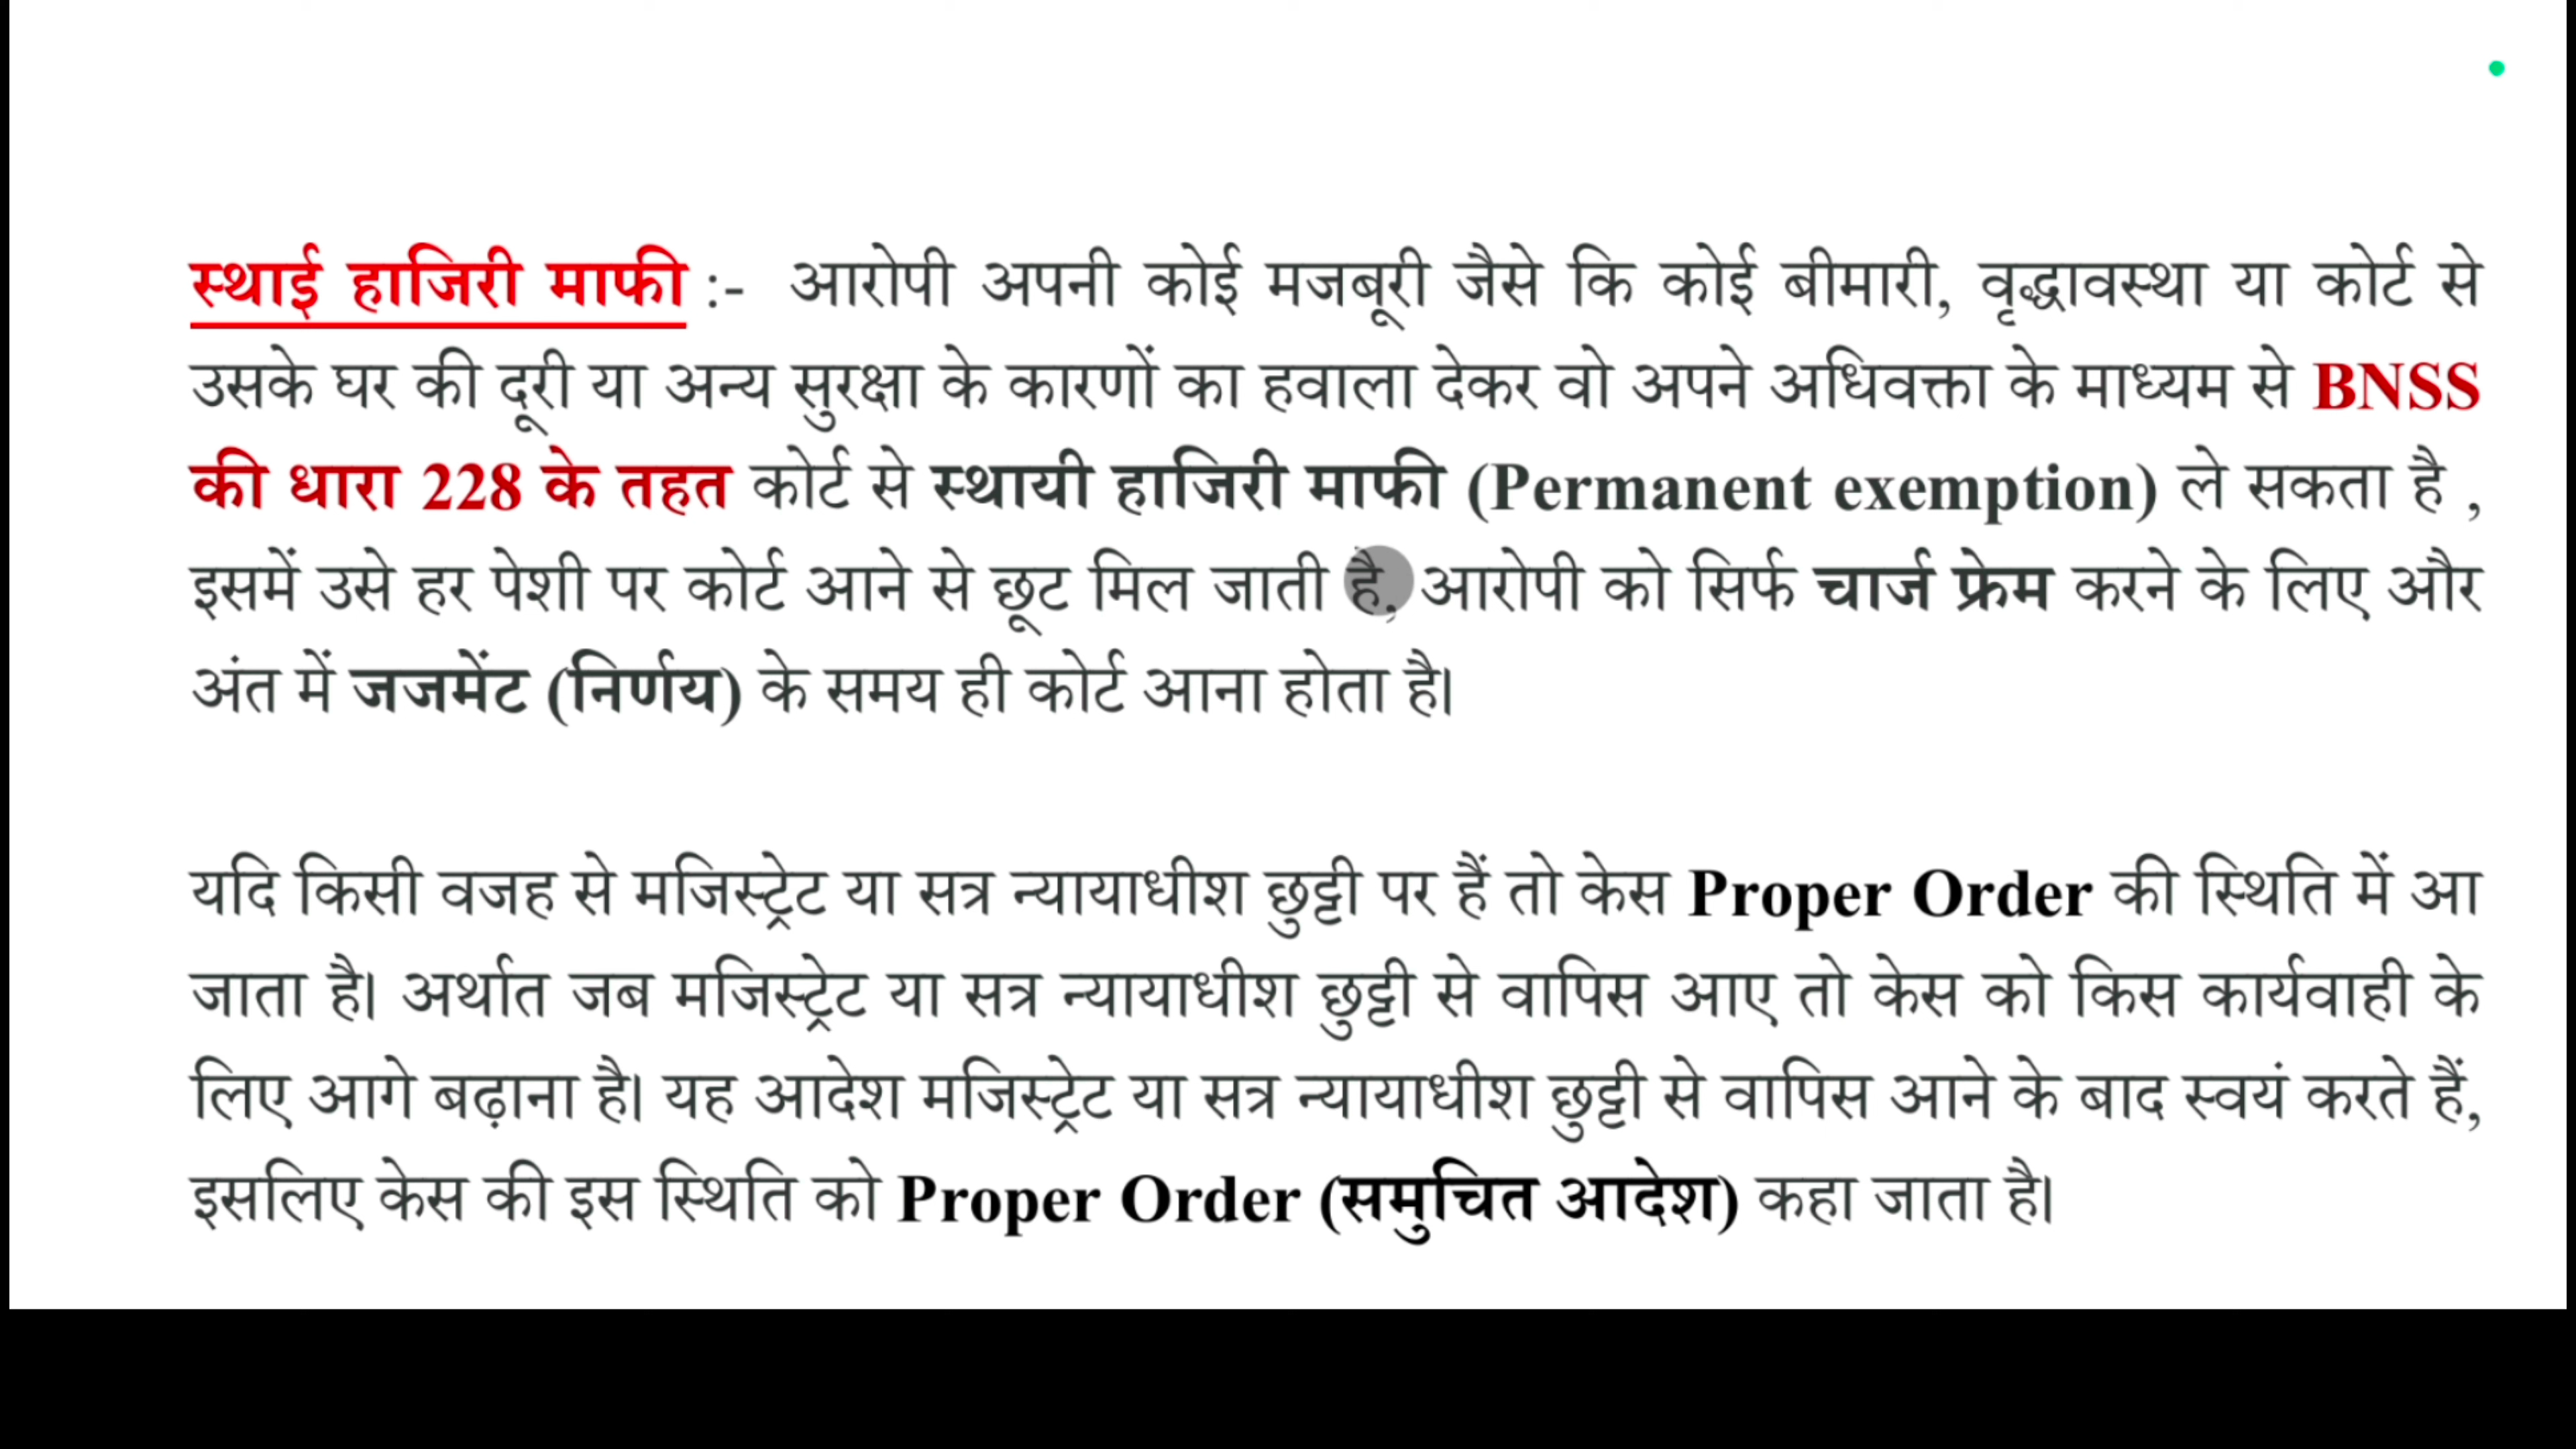 स्थाई हाजिरी माफी :- आरोपी अपनी कोई मजबूरी जैसे कि कोई बीमारी, वृद्धावस्था या कोर्ट से
उसके घर की दूरी या अन्य सुरक्षा के कारणों का हवाला देकर वो अपने अधिवक्ता के माध्यम से BNSS
की धारा 228 के तहत कोर्ट से स्थायी हाजिरी माफी (Permanent exemption) ले सकता है ,
इसमें उसे हर पेशी पर कोर्ट आने से छूट मिल जाती है, आरोपी को सिर्फ चार्ज फ्रेम करने के लिए और
अंत में जजमेंट (निर्णय) के समय ही कोर्ट आना होता है।
यदि किसी वजह से मजिस्ट्रेट या सत्र न्यायाधीश छुट्टी पर हैं तो केस Proper Order की स्थिति में आ
जाता है। अर्थात जब मजिस्ट्रेट या सत्र न्यायाधीश छुट्टी से वापिस आए तो केस को किस कार्यवाही के
लिए आगे बढ़ाना है। यह आदेश मजिस्ट्रेट या सत्र न्यायाधीश छुट्टी से वापिस आने के बाद स्वयं करते हैं,
इसलिए केस की इस स्थिति को Proper Order (समुचित आदेश) कहा जाता है।